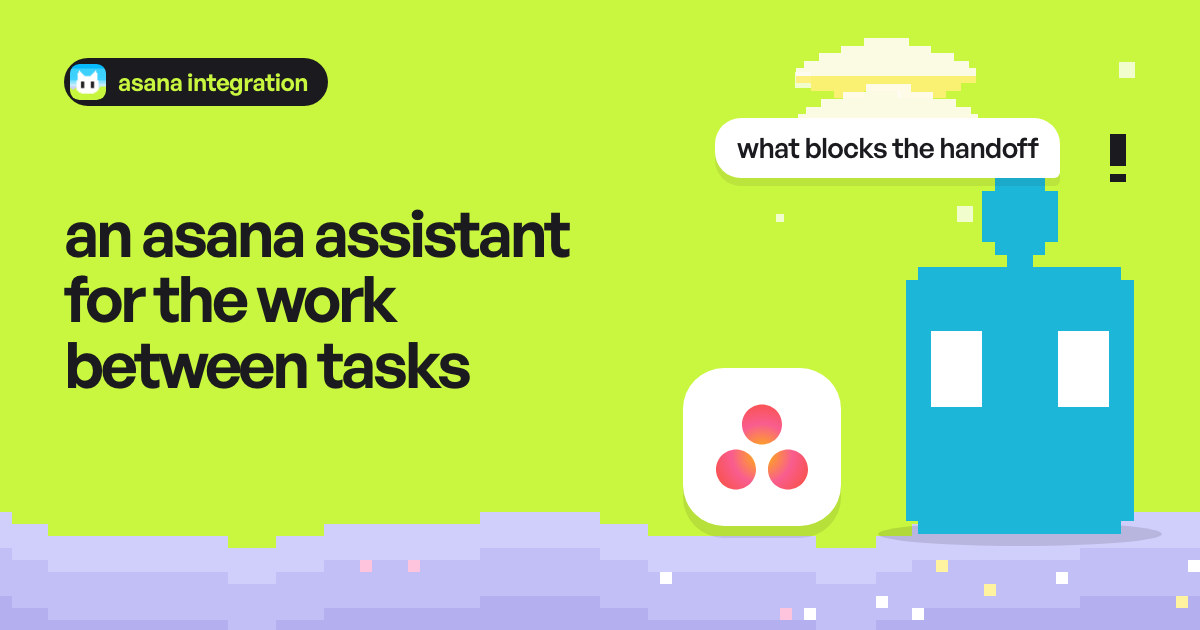 asana integration
what blocks the handoff
!
an asana assistant
for the work
between tasks